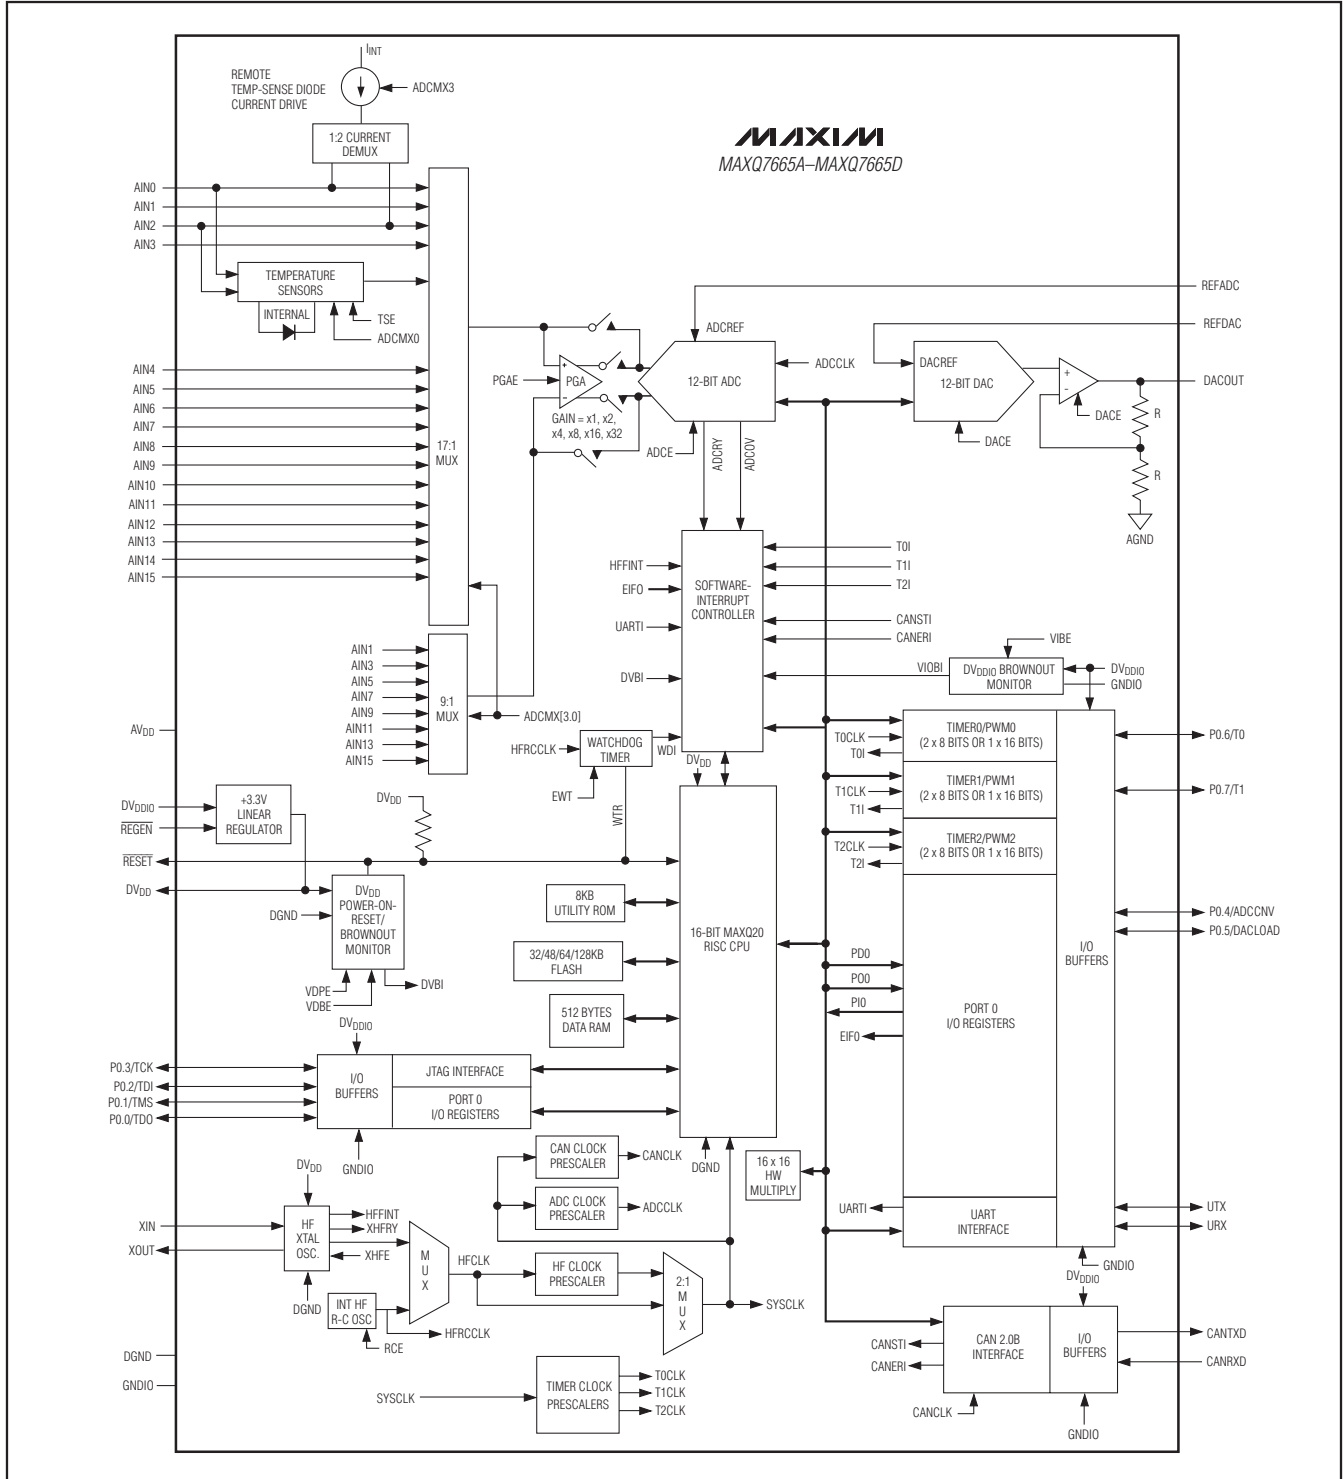 IINT
REMOTE
TEMP-SENSE DIODE
CURRENT DRIVE
ADCMX3
1:2 CURRENT
DEMUX
MAXIM
MAXQ7665A–MAXQ7665D
AIN0
AIN1
AIN2
AIN3
TEMPERATURE
SENSORS
INTERNAL
TSE
ADCMX0
AIN4
AIN5
AIN6
AIN7
AIN8
AIN9
AIN10
AIN11
AIN12
AIN13
AIN14
AIN15
17:1
MUX
PGAE
+
PGA
–
GAIN = x1, x2,
x4, x8, x16, x32
ADCREF
12-BIT ADC
ADCCLK
ADCE
ADCRY
ADCOV
REFADC
REFDAC
DACREF
12-BIT DAC
DACE
+
-
DACE
DACOUT
R
R
AGND
HFFINT
EIFO
UARTI
DVBI
SOFTWARE-
INTERRUPT
CONTROLLER
T0I
T1I
T2I
CANSTI
CANERI
VIOBI
VIBE
DVDDIO BROWNOUT
MONITOR
DVDDIO
GNDIO
AIN1
AIN3
AIN5
AIN7
AIN9
AIN11
AIN13
AIN15
9:1
MUX
ADCMX[3.0]
HFRCCLK
WATCHDOG
TIMER
WDI
EWT
WTR
DVDD
AVDD
DVDDIO
REGEN
+3.3V
LINEAR
REGULATOR
DVDD
RESET
DVDD
DGND
DVDD
POWER-ON-
RESET/
BROWNOUT
MONITOR
VDPE
VDBE
DVBI
8KB
UTILITY ROM
32/48/64/128KB
FLASH
512 BYTES
DATA RAM
16-BIT MAXQ20
RISC CPU
TIMER0/PWM0
(2 x 8 BITS OR 1 x 16 BITS)
T0CLK
T0I
TIMER1/PWM1
(2 x 8 BITS OR 1 x 16 BITS)
T1CLK
T1I
TIMER2/PWM2
(2 x 8 BITS OR 1 x 16 BITS)
T2CLK
T2I
PD0
PO0
PI0
EIF0
PORT 0
I/O REGISTERS
I/O
BUFFERS
P0.6/T0
P0.7/T1
P0.4/ADCCNV
P0.5/DACLOAD
DVDDIO
P0.3/TCK
P0.2/TDI
P0.1/TMS
P0.0/TDO
I/O
BUFFERS
JTAG INTERFACE
PORT 0
I/O REGISTERS
GNDIO
CAN CLOCK
PRESCALER
CANCLK
ADC CLOCK
PRESCALER
ADCCLK
DGND
16 x 16
HW
MULTIPLY
UARTI
UART
INTERFACE
UTX
URX
GNDIO
DVDD
XIN
XOUT
HF
XTAL
OSC.
HFFINT
XHFRY
XHFE
DGND
INT HF
R-C OSC
RCE
MUX
HFCLK
HFRCCLK
HF CLOCK
PRESCALER
2:1
MUX
SYSCLK
DVDDIO
CAN 2.0B
INTERFACE
I/O
BUFFERS
CANSTI
CANERI
CANCLK
GNDIO
CANTXD
CANRXD
DGND
GNDIO
SYSCLK
TIMER CLOCK
PRESCALERS
T0CLK
T1CLK
T2CLK